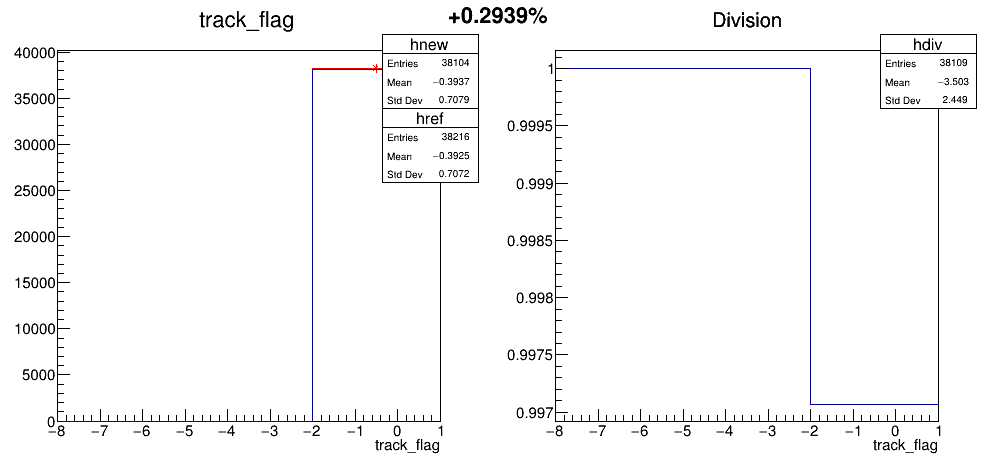 track_flag
+0.2939%
Division
hnew
Entries 38104
Mean −0.3937
Std Dev 0.7079
href
Entries 38216
Mean −0.3925
Std Dev 0.7072
hdiv
Entries 38109
Mean −3.503
Std Dev 2.449
40000
35000
30000
25000
20000
15000
10000
5000
0
−8 −7 −6 −5 −4 −3 −2 −1 0 1
track_flag
1
0.9995
0.999
0.9985
0.998
0.9975
0.997
−8 −7 −6 −5 −4 −3 −2 −1 0 1
track_flag